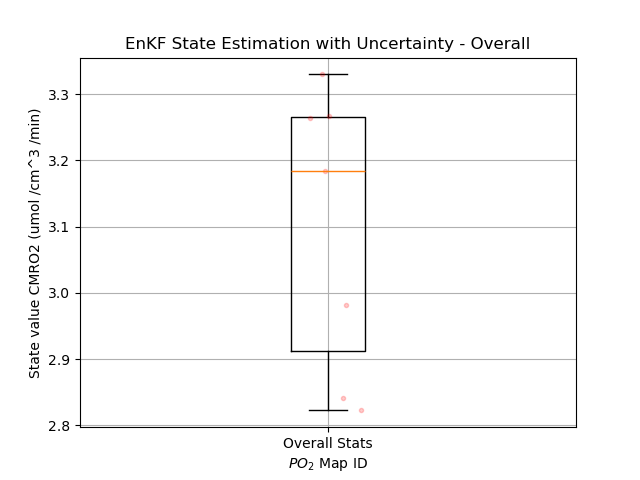 EnKF State Estimation with Uncertainty - Overall
State value CMRO2 (umol /cm^3 /min)
3.3
3.2
3.1
3.0
2.9
2.8
Overall Stats
PO₂ Map ID